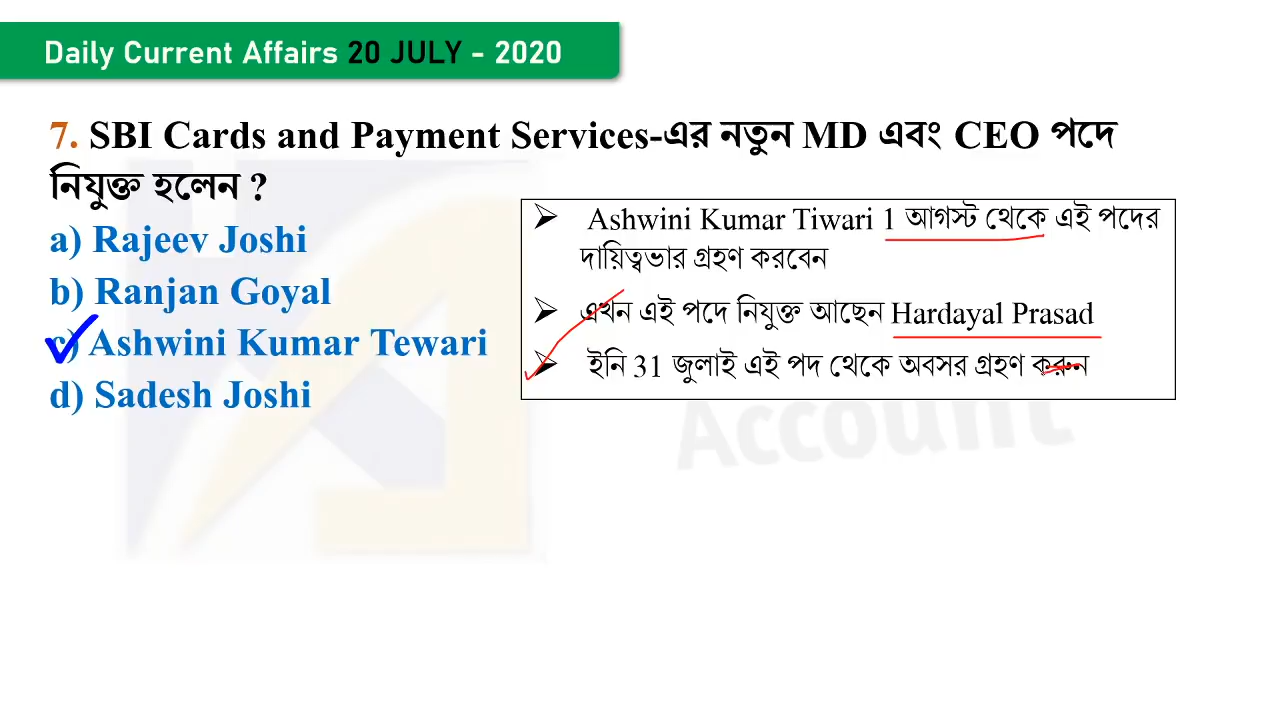 Daily Current Affairs 20 JULY - 2020
7. SBI Cards and Payment Services-এর নতুন MD এবং CEO পদে
নিযুক্ত হলেন ?
a) Rajeev Joshi
b) Ranjan Goyal
c) Ashwini Kumar Tewari
d) Sadesh Joshi
➢ Ashwini Kumar Tiwari 1 আগস্ট থেকে এই পদের
দায়িত্বভার গ্রহণ করবেন
➢ এখন এই পদে নিযুক্ত আছেন Hardayal Prasad
➢ ইনি 31 জুলাই এই পদ থেকে অবসর গ্রহণ করুন
Account